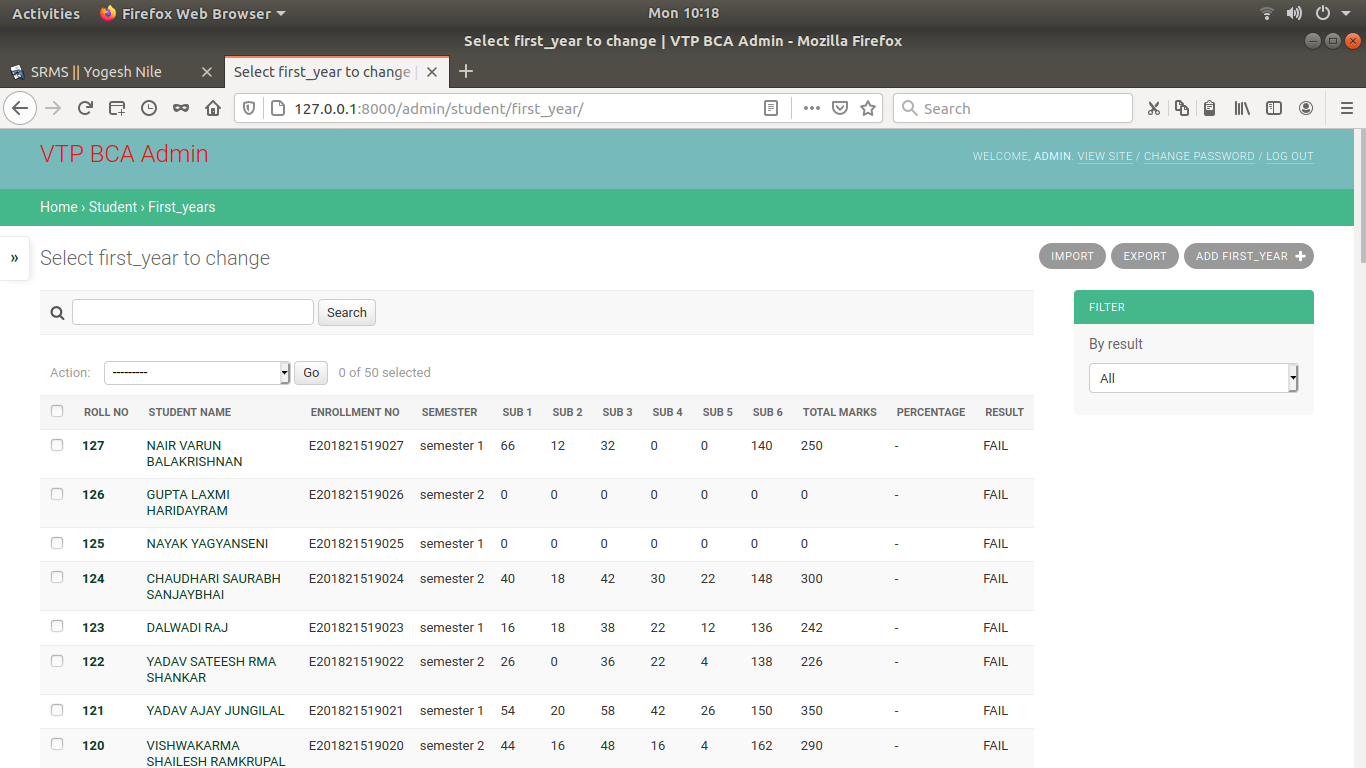 Activities Firefox Web Browser Mon 10:18
Select first_year to change | VTP BCA Admin - Mozilla Firefox
SRMS || Yogesh Nile Select first_year to change |
127.0.0.1:8000/admin/student/first_year/ Search
VTP BCA Admin WELCOME, ADMIN. VIEW SITE / CHANGE PASSWORD / LOG OUT
Home › Student › First_years
» Select first_year to change IMPORT EXPORT ADD FIRST_YEAR +
Search FILTER
By result
Action: --------- Go 0 of 50 selected All
ROLL NO STUDENT NAME ENROLLMENT NO SEMESTER SUB 1 SUB 2 SUB 3 SUB 4 SUB 5 SUB 6 TOTAL MARKS PERCENTAGE RESULT
127 NAIR VARUN E201821519027 semester 1 66 12 32 0 0 140 250 - FAIL
BALAKRISHNAN
126 GUPTA LAXMI E201821519026 semester 2 0 0 0 0 0 0 0 - FAIL
HARIDAYRAM
125 NAYAK YAGYANSENI E201821519025 semester 1 0 0 0 0 0 0 0 - FAIL
124 CHAUDHARI SAURABH E201821519024 semester 2 40 18 42 30 22 148 300 - FAIL
SANJAYBHAI
123 DALWADI RAJ E201821519023 semester 1 16 18 38 22 12 136 242 - FAIL
122 YADAV SATEESH RMA E201821519022 semester 2 26 0 36 22 4 138 226 - FAIL
SHANKAR
121 YADAV AJAY JUNGILAL E201821519021 semester 1 54 20 58 42 26 150 350 - FAIL
120 VISHWAKARMA E201821519020 semester 2 44 16 48 16 4 162 290 - FAIL
SHAILESH RAMKRUPAL